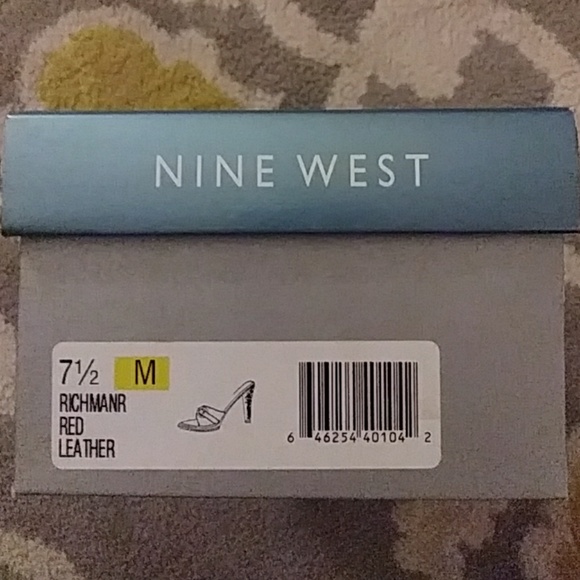 NINE WEST
7½ M
RICHMANR
RED
LEATHER
6 46254 40104 2